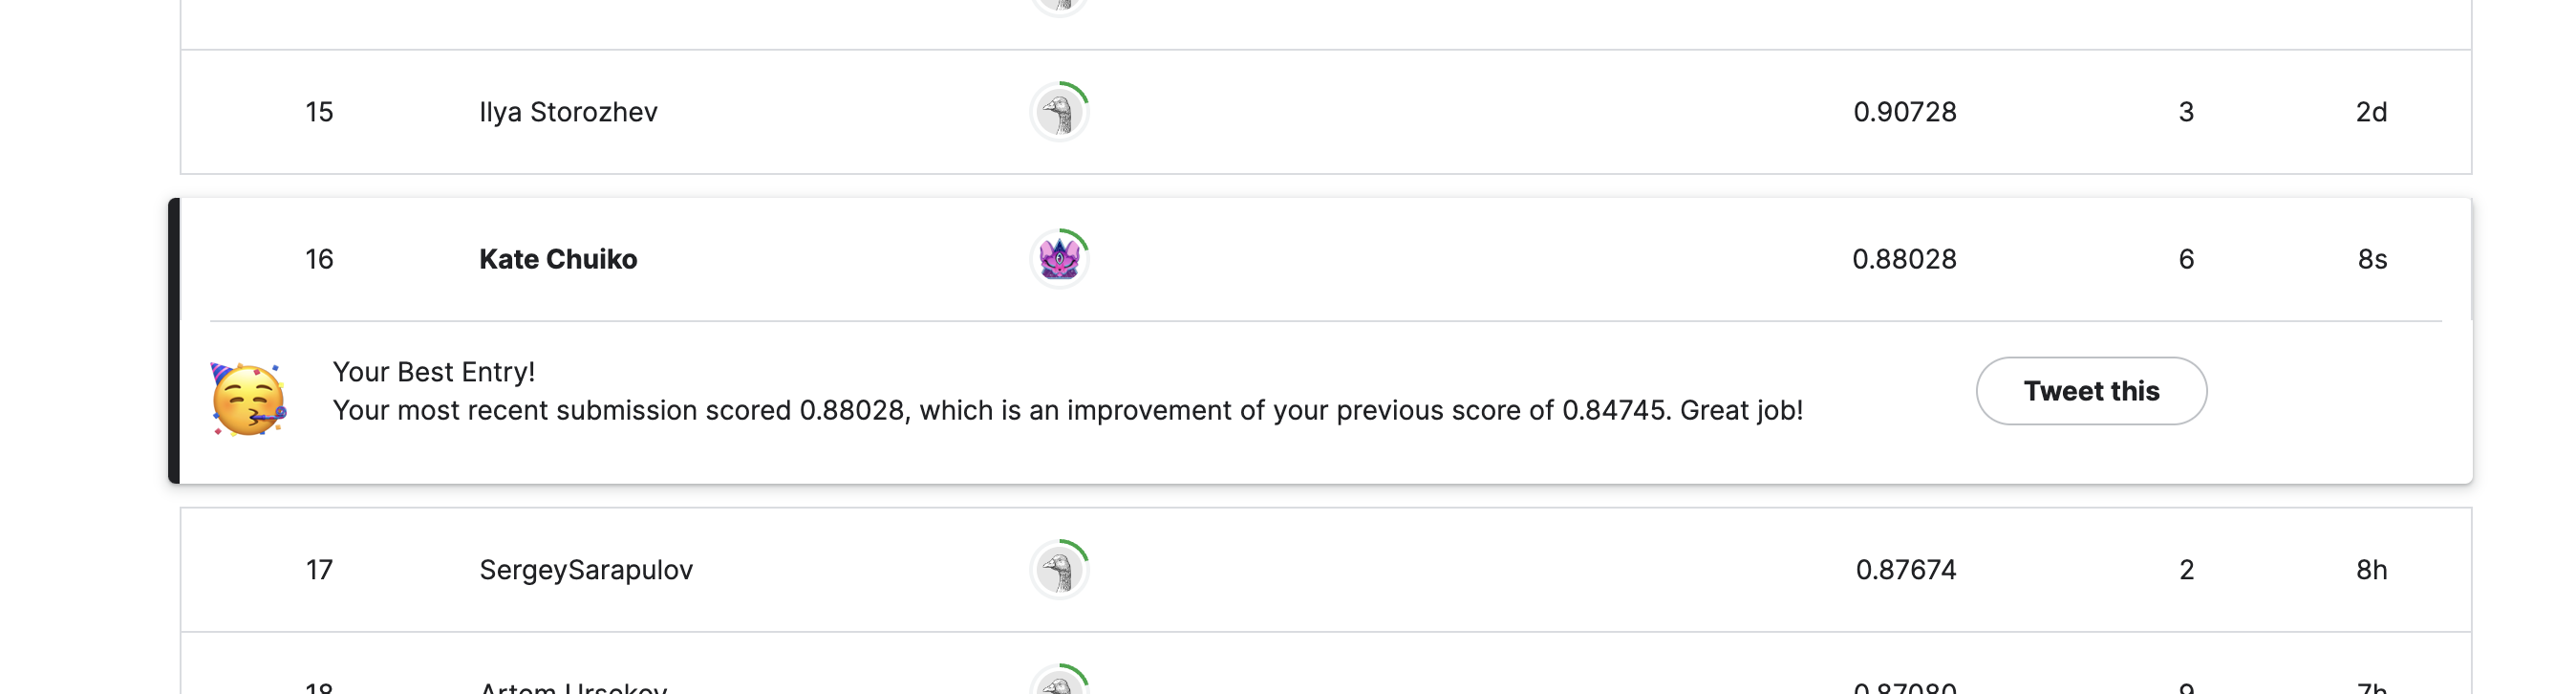 15 Ilya Storozhev 0.90728 3 2d
16 Kate Chuiko 0.88028 6 8s
Your Best Entry!
Your most recent submission scored 0.88028, which is an improvement of your previous score of 0.84745. Great job!
Tweet this
17 SergeySarapulov 0.87674 2 8h
18 Artem 0.87080 9 7h